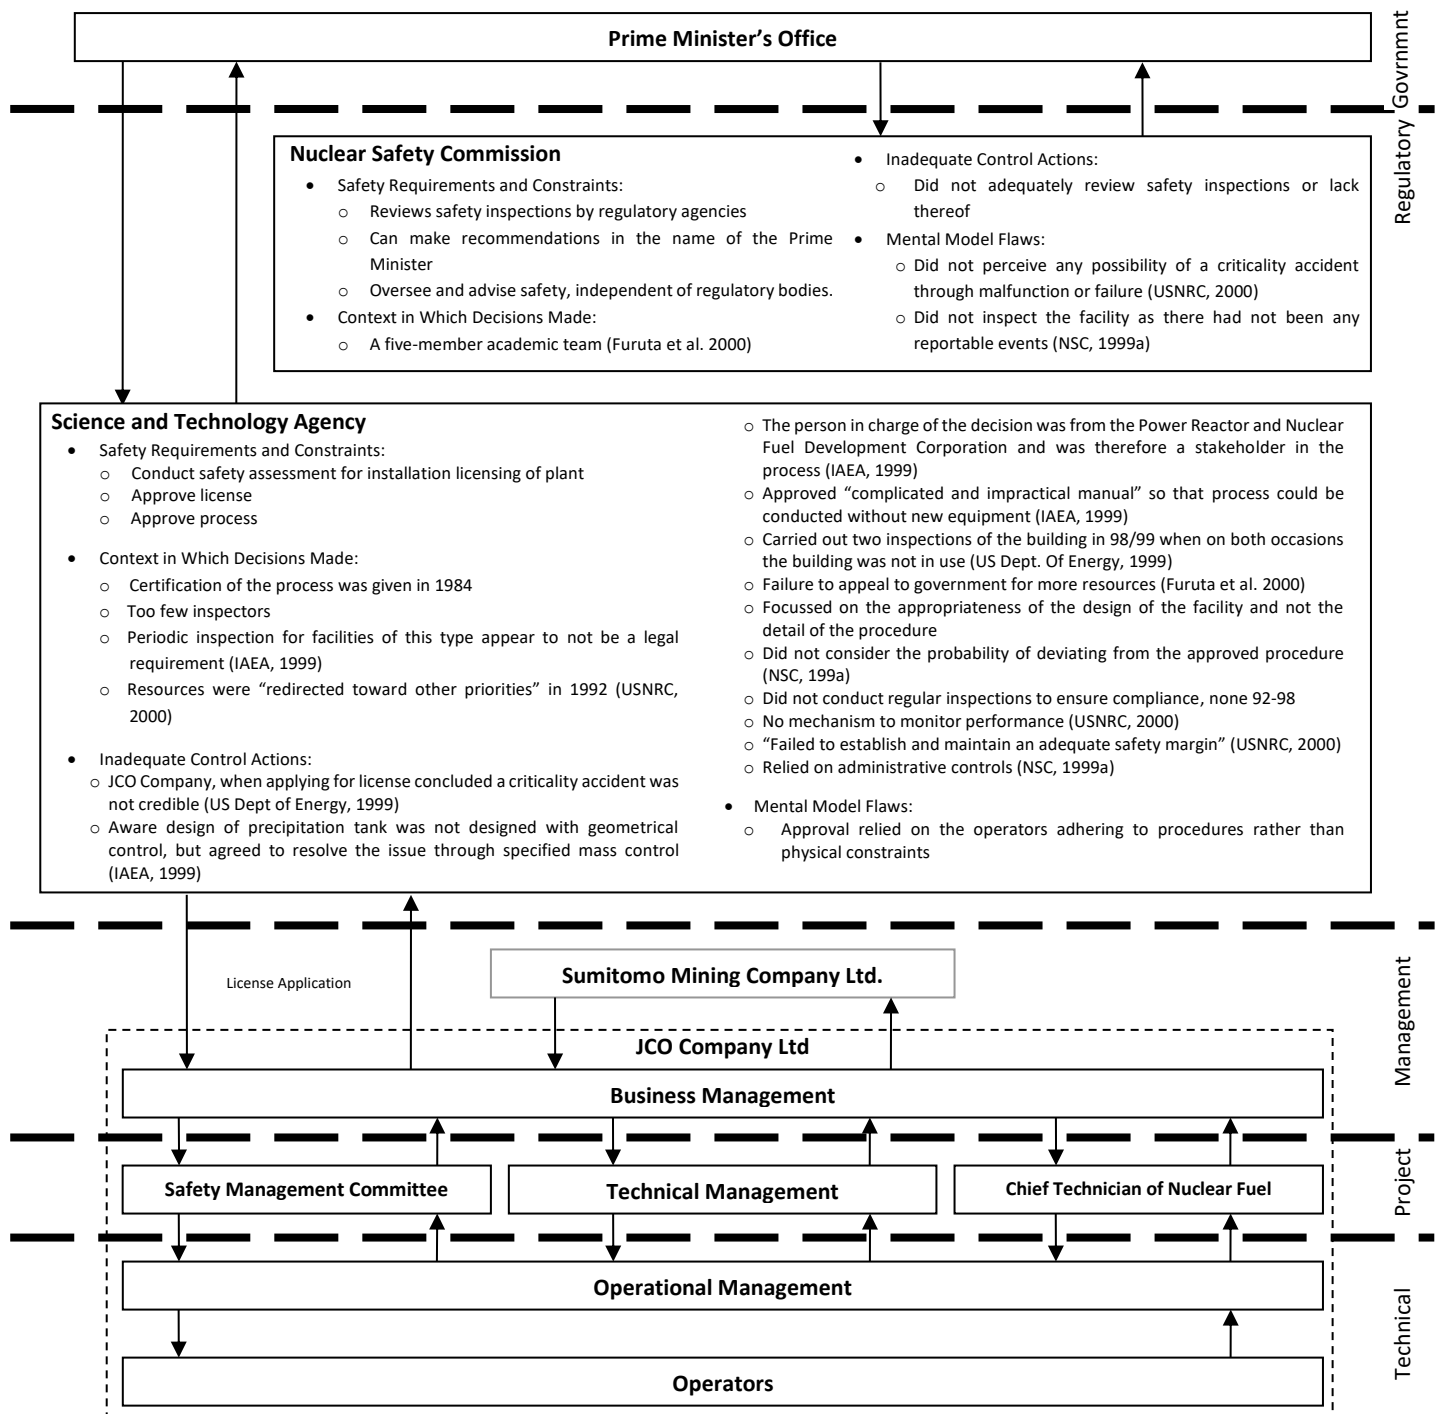 Prime Minister’s Office
Govrnmnt
Regulatory
Nuclear Safety Commission
• Safety Requirements and Constraints:
o Reviews safety inspections by regulatory agencies
o Can make recommendations in the name of the Prime
Minister
o Oversee and advise safety, independent of regulatory bodies.
• Context in Which Decisions Made:
o A five-member academic team (Furuta et al. 2000)
• Inadequate Control Actions:
o Did not adequately review safety inspections or lack
thereof
• Mental Model Flaws:
o Did not perceive any possibility of a criticality accident
through malfunction or failure (USNRC, 2000)
o Did not inspect the facility as there had not been any
reportable events (NSC, 1999a)
Science and Technology Agency
• Safety Requirements and Constraints:
o Conduct safety assessment for installation licensing of plant
o Approve license
o Approve process
• Context in Which Decisions Made:
o Certification of the process was given in 1984
o Too few inspectors
o Periodic inspection for facilities of this type appear to not be a legal
requirement (IAEA, 1999)
o Resources were “redirected toward other priorities” in 1992 (USNRC,
2000)
• Inadequate Control Actions:
o JCO Company, when applying for license concluded a criticality accident was
not credible (US Dept of Energy, 1999)
o Aware design of precipitation tank was not designed with geometrical
control, but agreed to resolve the issue through specified mass control
(IAEA, 1999)
o The person in charge of the decision was from the Power Reactor and Nuclear
Fuel Development Corporation and was therefore a stakeholder in the
process (IAEA, 1999)
o Approved “complicated and impractical manual” so that process could be
conducted without new equipment (IAEA, 1999)
o Carried out two inspections of the building in 98/99 when on both occasions
the building was not in use (US Dept. Of Energy, 1999)
o Failure to appeal to government for more resources (Furuta et al. 2000)
o Focussed on the appropriateness of the design of the facility and not the
detail of the procedure
o Did not consider the probability of deviating from the approved procedure
(NSC, 199a)
o Did not conduct regular inspections to ensure compliance, none 92-98
o No mechanism to monitor performance (USNRC, 2000)
o “Failed to establish and maintain an adequate safety margin” (USNRC, 2000)
o Relied on administrative controls (NSC, 1999a)
• Mental Model Flaws:
o Approval relied on the operators adhering to procedures rather than
physical constraints
License Application
Sumitomo Mining Company Ltd.
Management
JCO Company Ltd
Business Management
Safety Management Committee
Technical Management
Chief Technician of Nuclear Fuel
Project
Operational Management
Technical
Operators